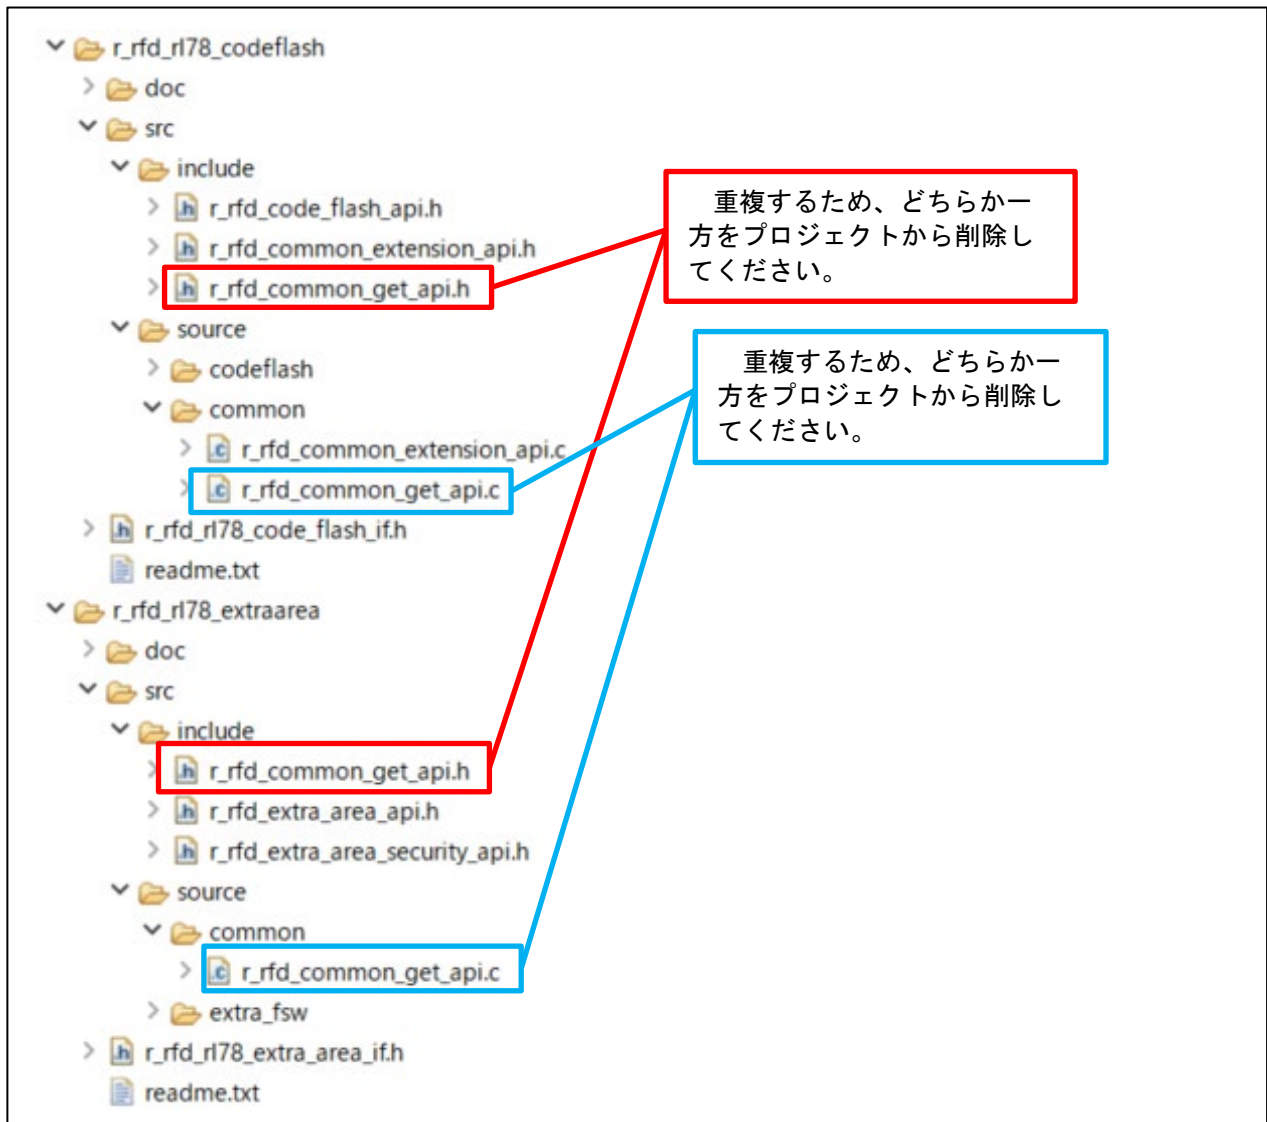 r_rfd_rl78_codeflash
doc
src
include
r_rfd_code_flash_api.h
r_rfd_common_extension_api.h
r_rfd_common_get_api.h
source
codeflash
common
r_rfd_common_extension_api.c
r_rfd_common_get_api.c
r_rfd_rl78_code_flash_if.h
readme.txt
r_rfd_rl78_extraarea
doc
src
include
r_rfd_common_get_api.h
r_rfd_extra_area_api.h
r_rfd_extra_area_security_api.h
source
common
r_rfd_common_get_api.c
extra_fsw
r_rfd_rl78_extra_area_if.h
readme.txt
重複するため、どちらか一
方をプロジェクトから削除し
てください。
重複するため、どちらか一
方をプロジェクトから削除し
てください。